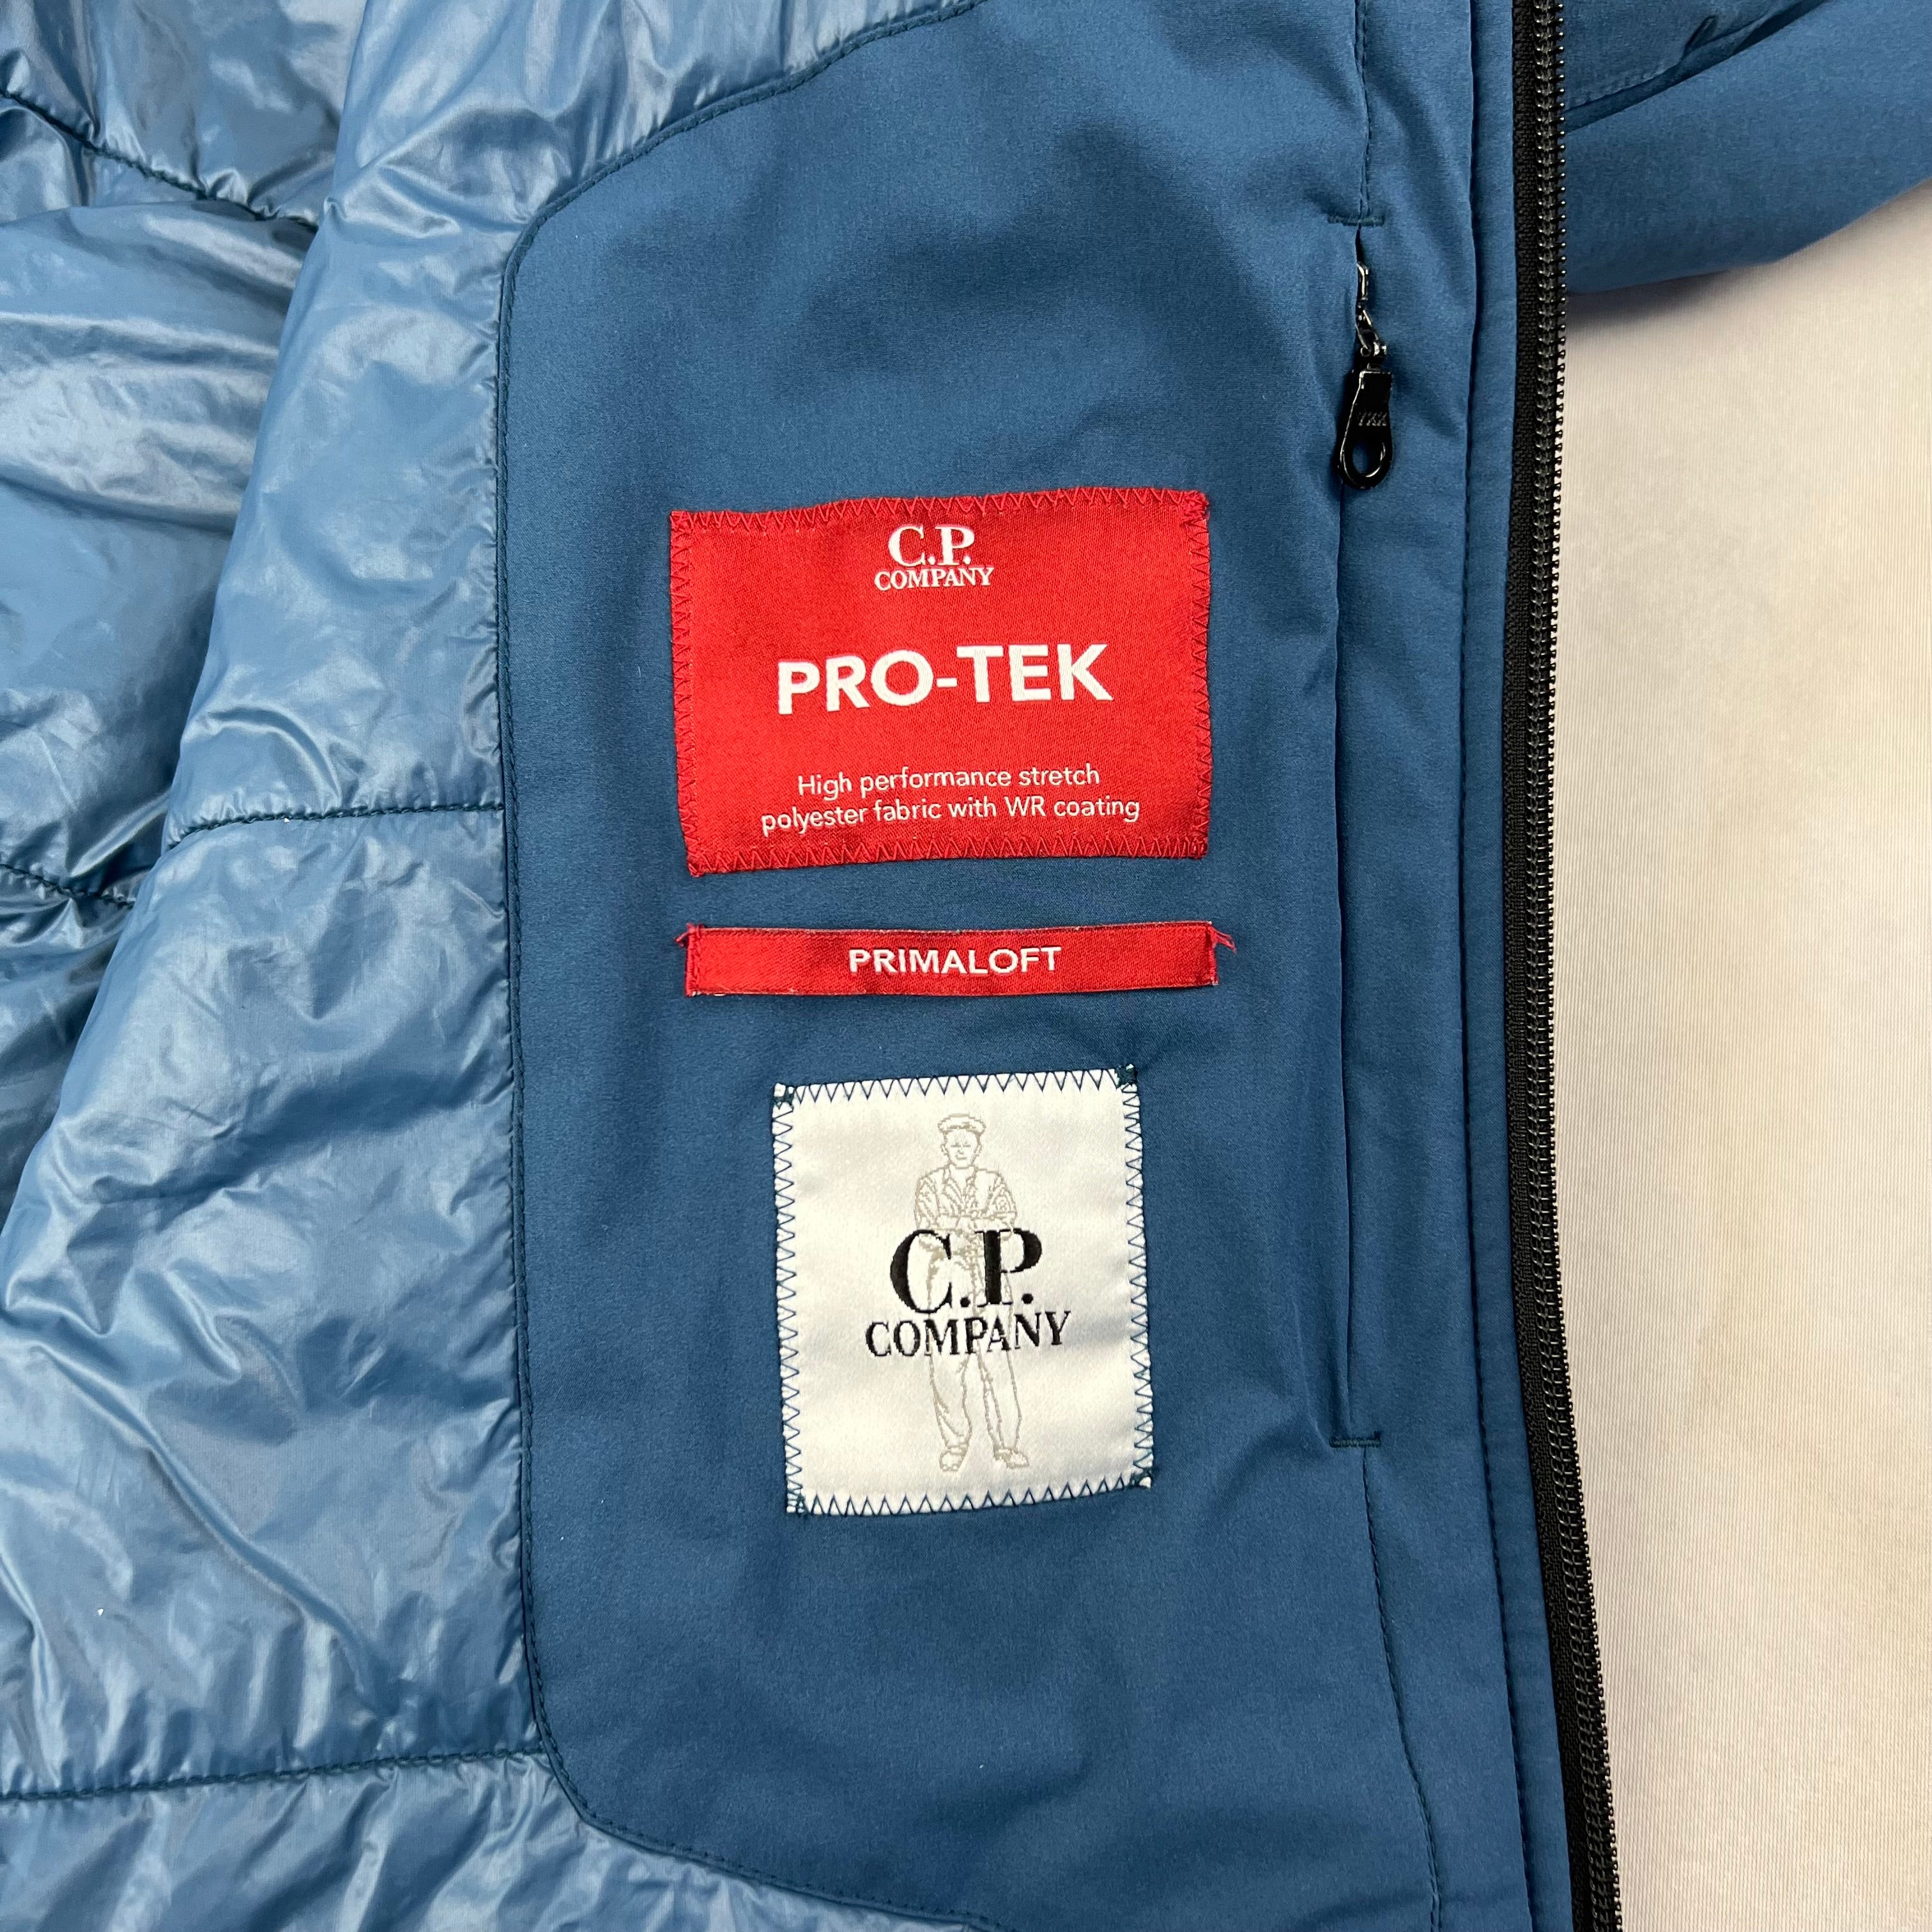 C.P.
COMPANY
PRO-TEK
High performance stretch
polyester fabric with WR coating
PRIMALOFT
C.P.
COMPANY